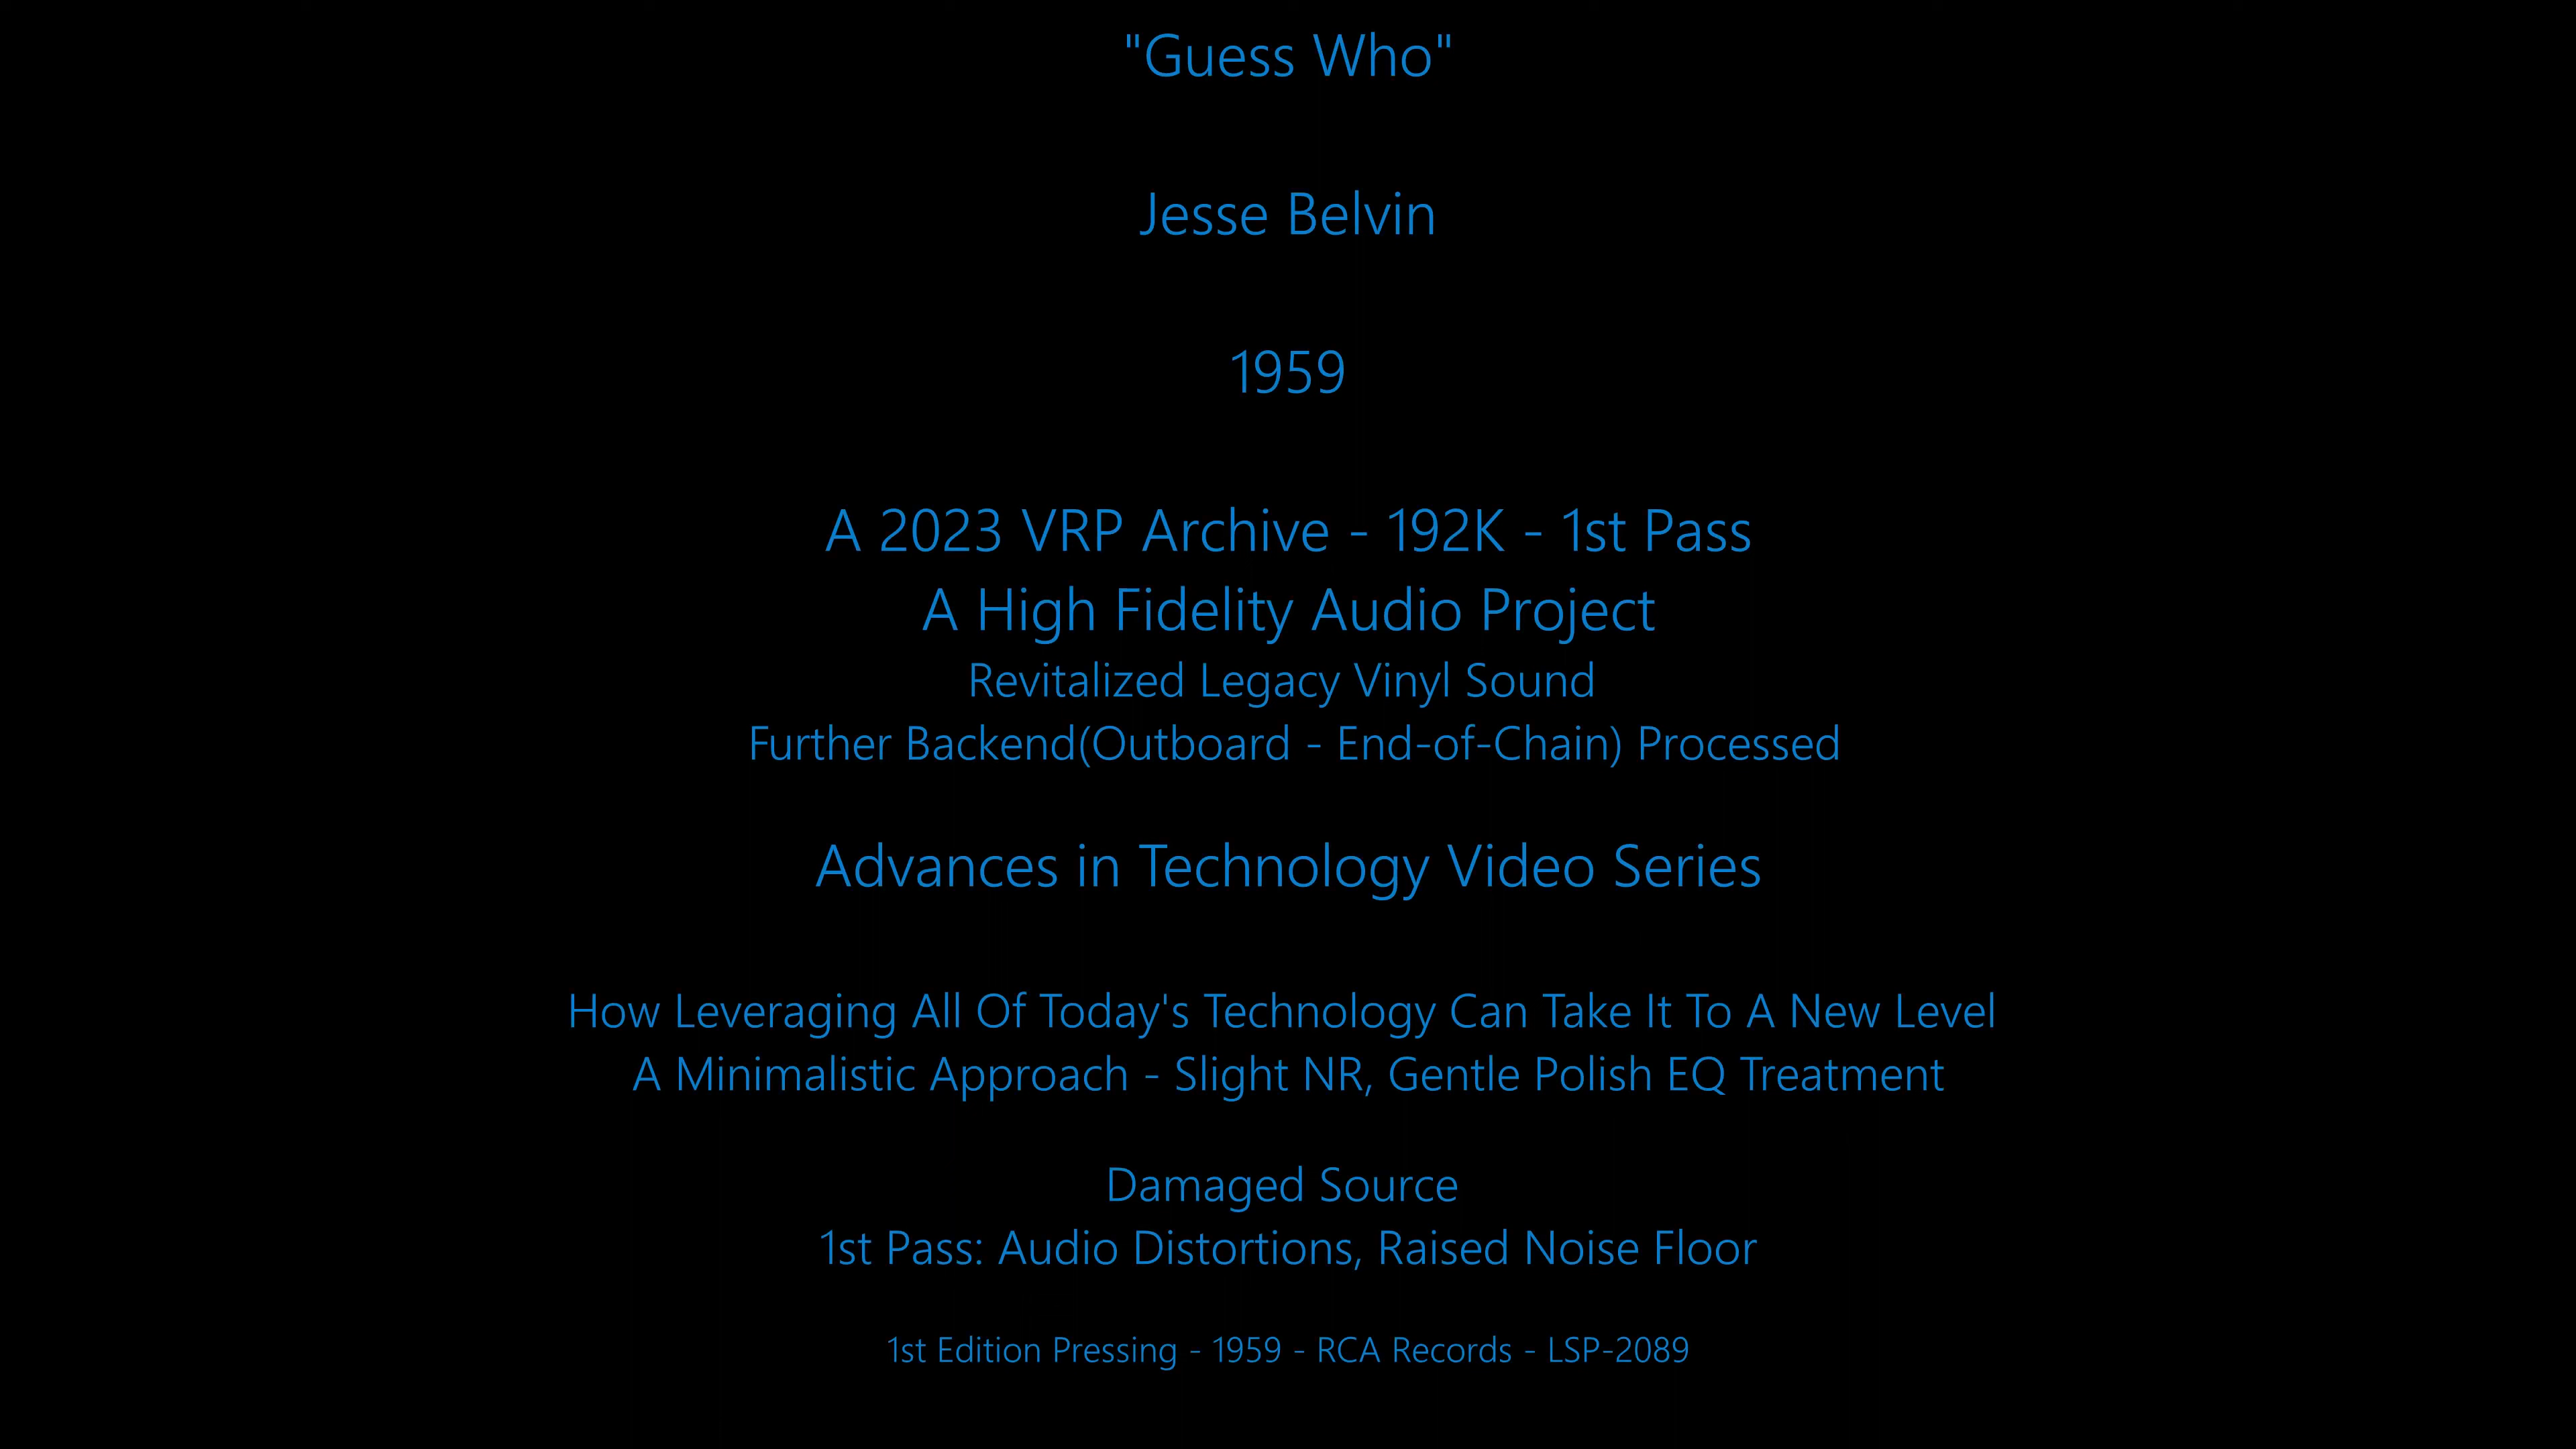 "Guess Who"
Jesse Belvin
1959
A 2023 VRP Archive - 192K - 1st Pass
A High Fidelity Audio Project
Revitalized Legacy Vinyl Sound
Further Backend(Outboard - End-of-Chain) Processed
Advances in Technology Video Series
How Leveraging All Of Today's Technology Can Take It To A New Level
A Minimalistic Approach - Slight NR, Gentle Polish EQ Treatment
Damaged Source
1st Pass: Audio Distortions, Raised Noise Floor
1st Edition Pressing - 1959 - RCA Records - LSP-2089